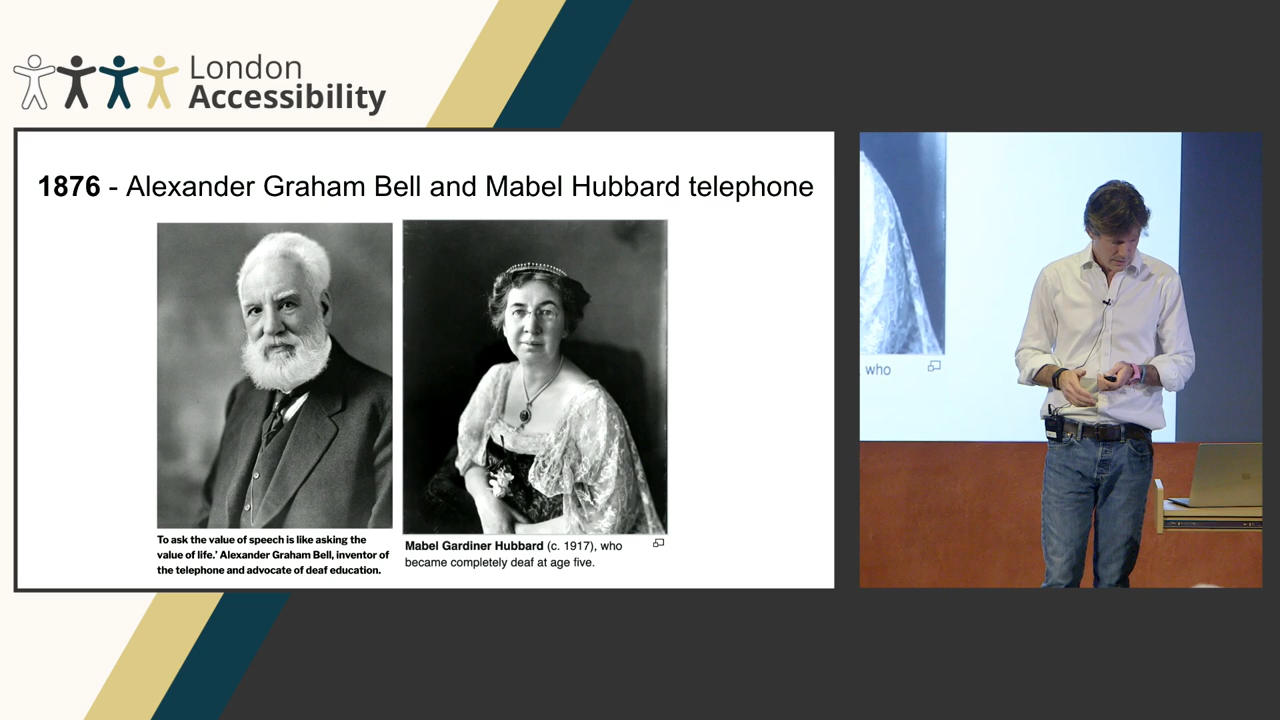 London
Accessibility
1876 - Alexander Graham Bell and Mabel Hubbard telephone
To ask the value of speech is like asking the
value of life.’ Alexander Graham Bell, inventor of
the telephone and advocate of deaf education.
Mabel Gardiner Hubbard (c. 1917), who
became completely deaf at age five.
who